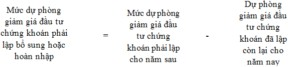 Mức dự phòng
giảm giá đầu tư
chứng khoán phải
lập bổ sung hoặc
hoàn nhập
=
Mức dự phòng
giảm giá đầu
tư chứng
khoán phải lập
cho năm sau
-
Dự phòng
giảm giá đầu
tư chứng
khoán đã lập
còn lại cho
năm nay